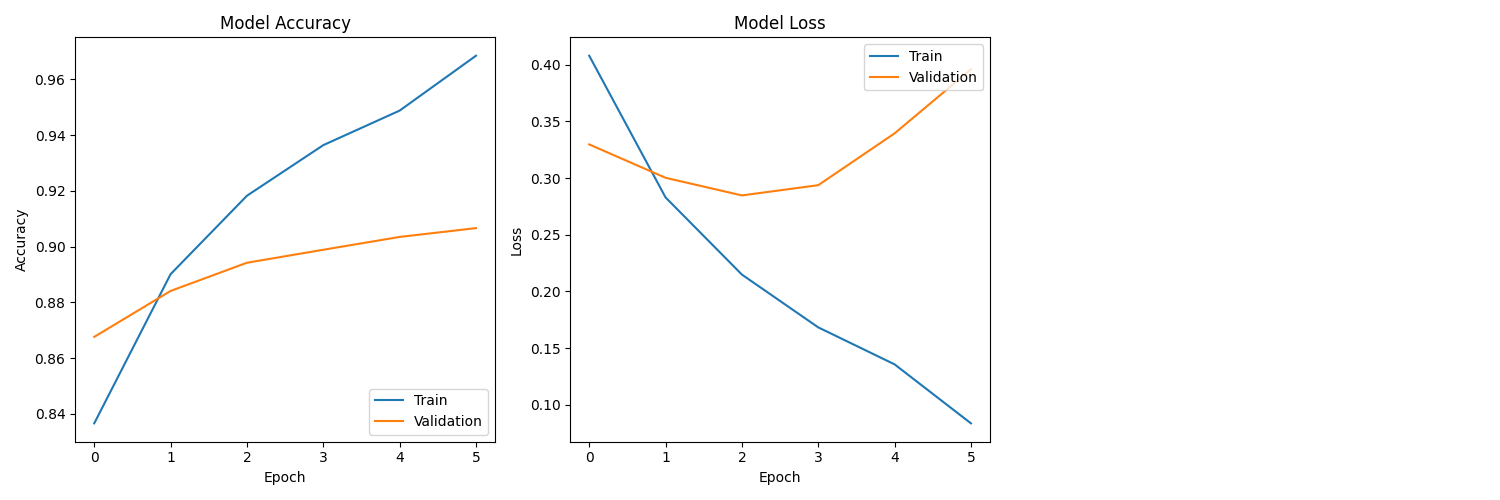 Model Accuracy
Accuracy
0.96
0.94
0.92
0.90
0.88
0.86
0.84
Train
Validation
0 1 2 3 4 5
Epoch
Model Loss
Loss
0.40
0.35
0.30
0.25
0.20
0.15
0.10
Train
Validation
0 1 2 3 4 5
Epoch